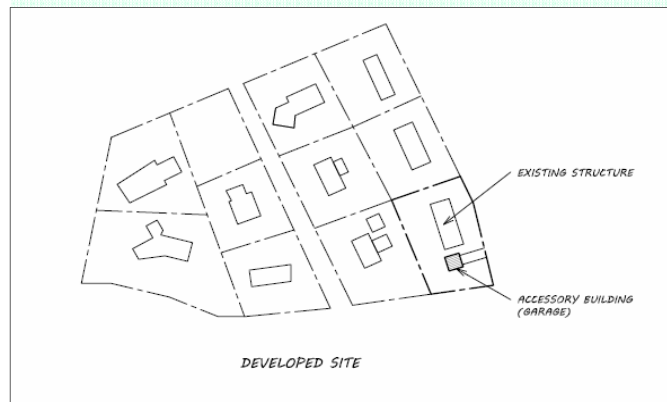 EXISTING STRUCTURE
ACCESSORY BUILDING
(GARAGE)
DEVELOPED SITE